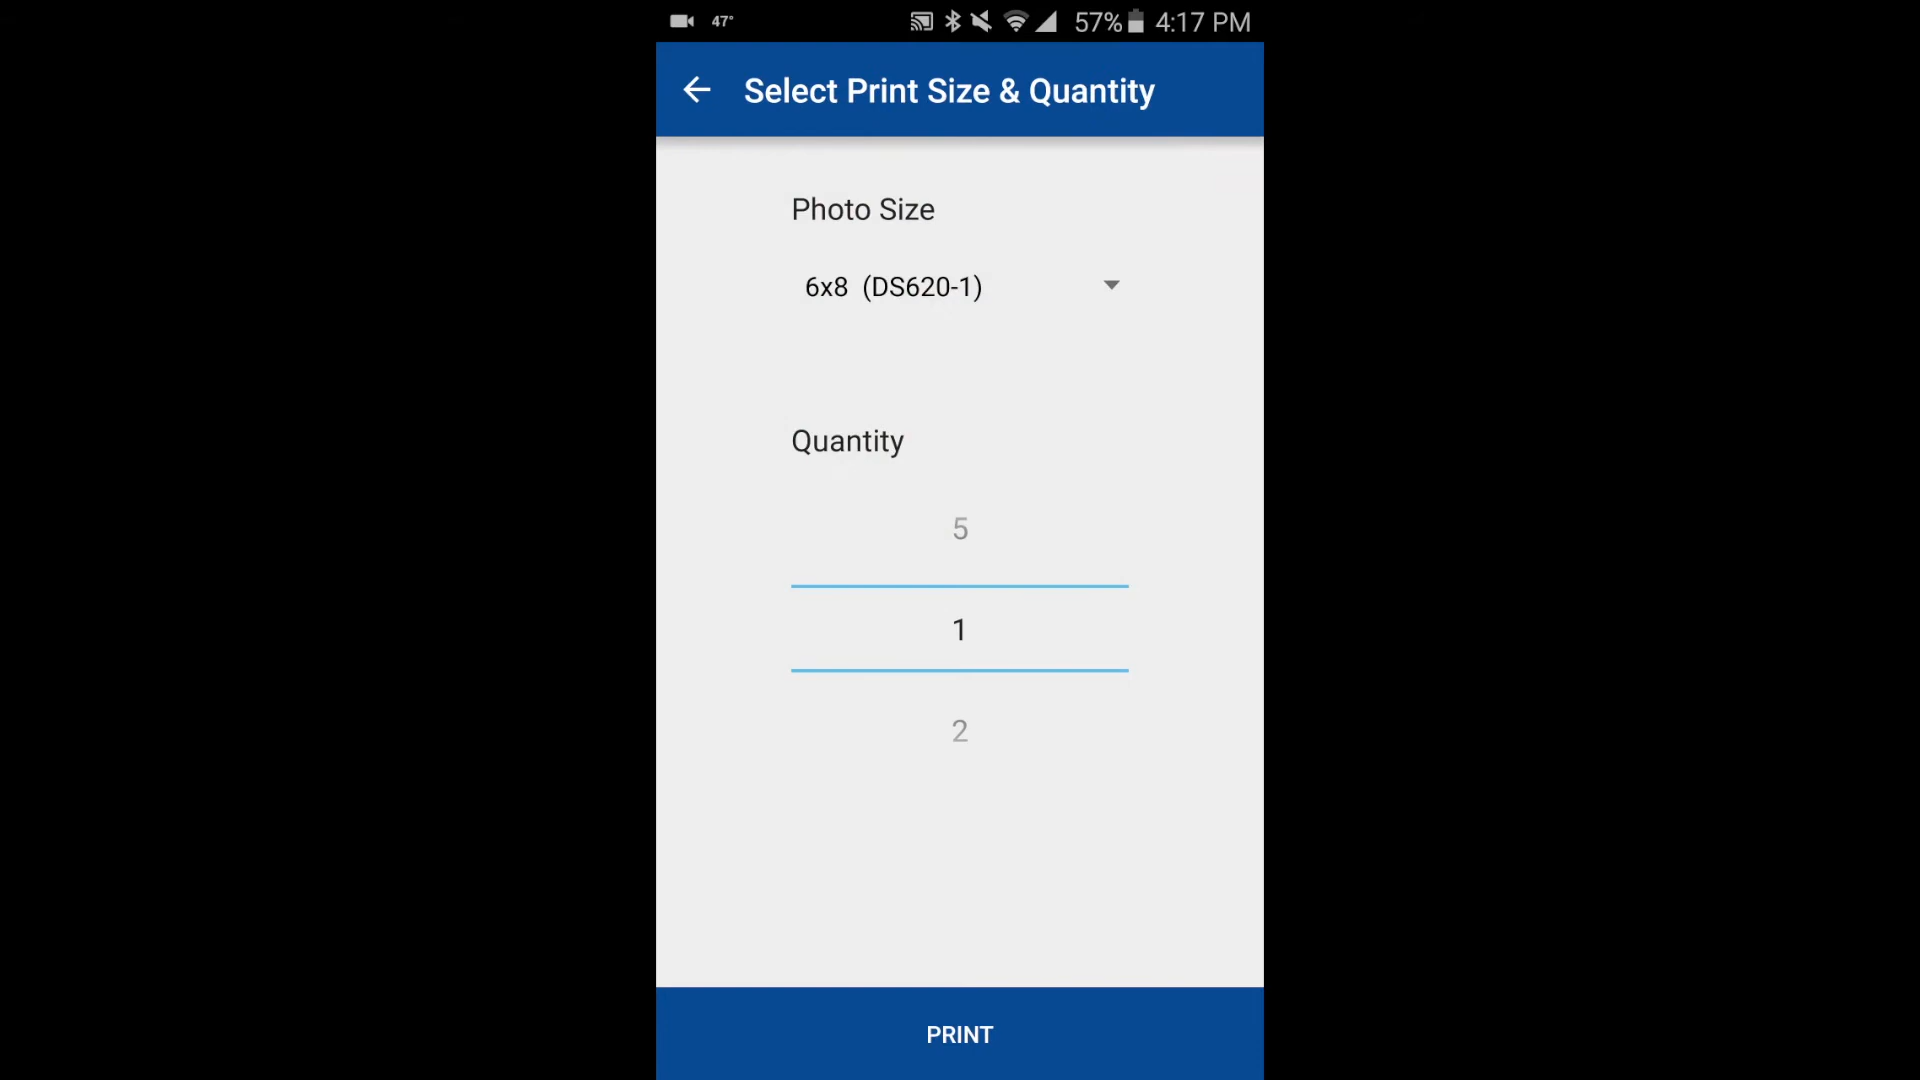 47° 57% 4:17 PM
Select Print Size & Quantity
Photo Size
6x8 (DS620-1)
Quantity
5
1
2
PRINT